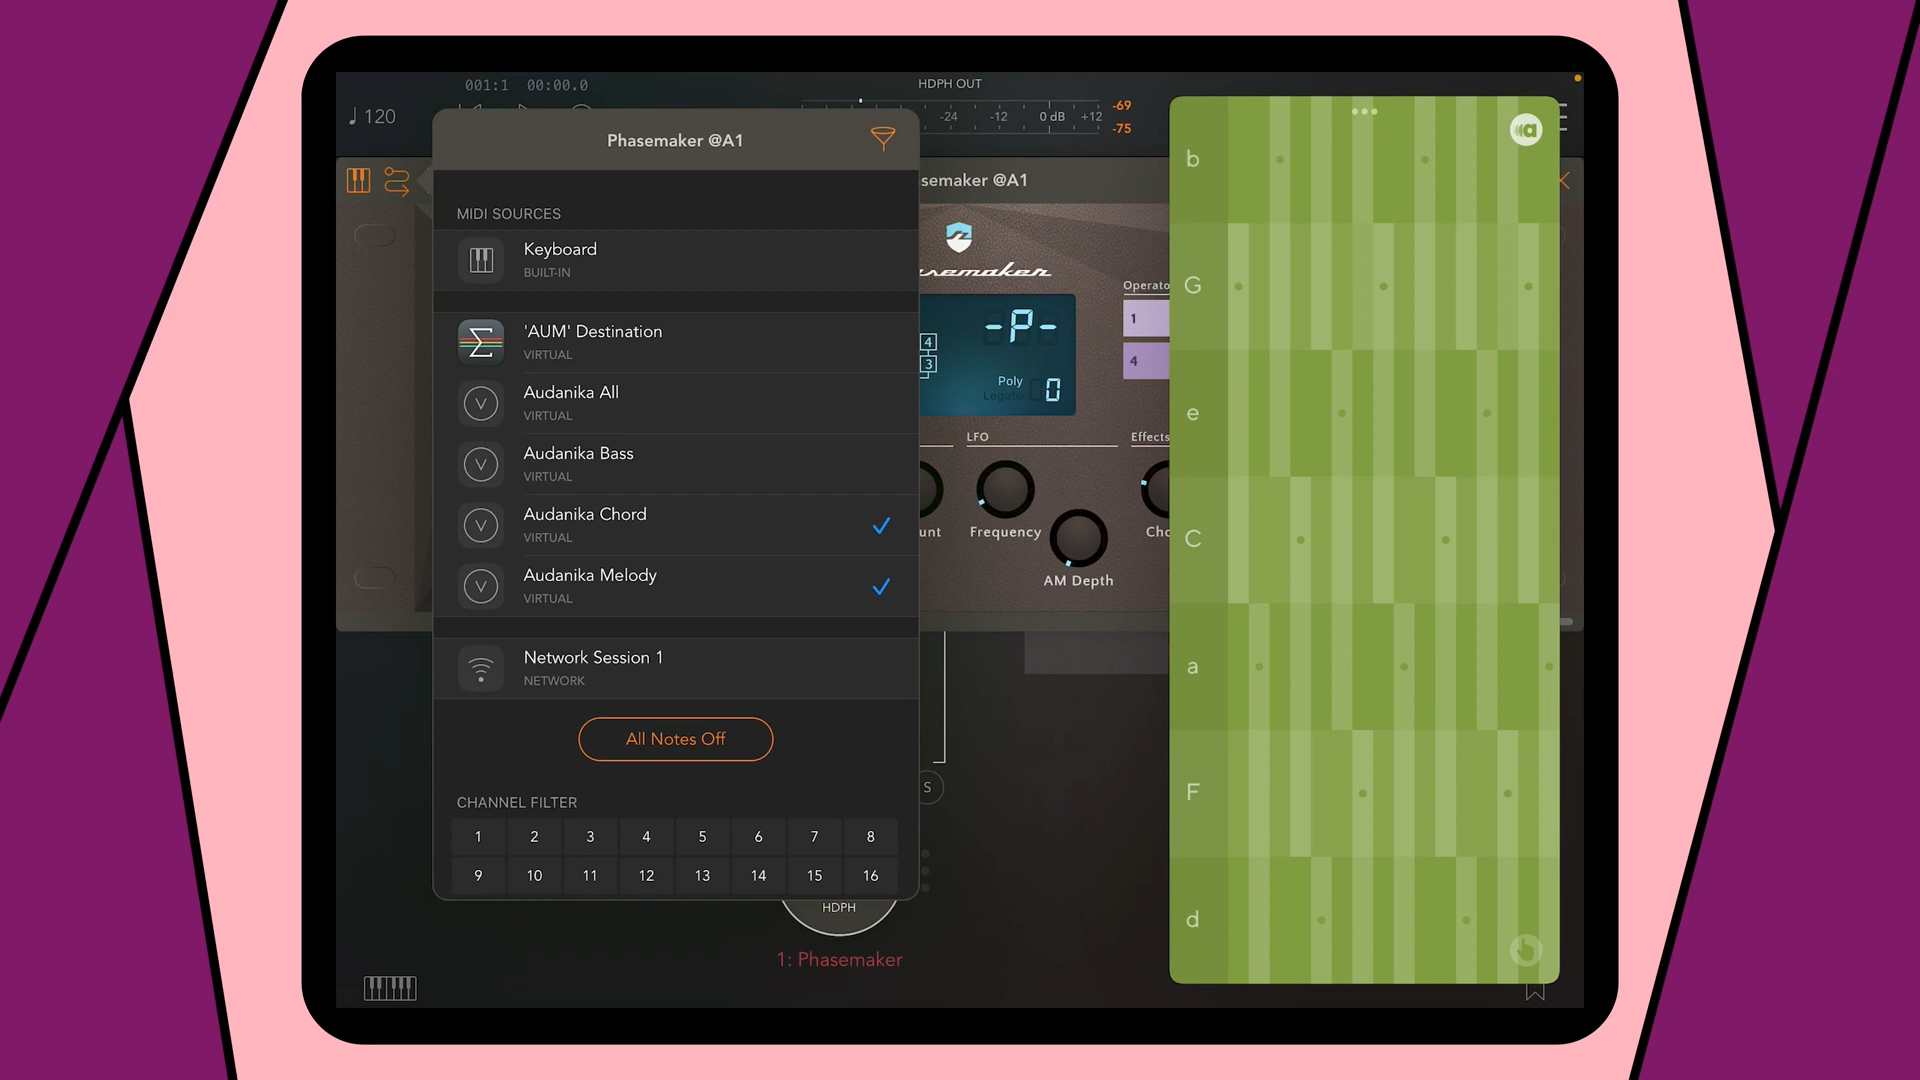 001:1 00:00.0
HDPH OUT
120
-24 -12 0 dB +12
-69
-75
Phasemaker @A1
semaker @A1
MIDI SOURCES
Keyboard
BUILT-IN
'AUM' Destination
VIRTUAL
Audanika All
VIRTUAL
Audanika Bass
VIRTUAL
Audanika Chord
VIRTUAL
Audanika Melody
VIRTUAL
Network Session 1
NETWORK
All Notes Off
CHANNEL FILTER
1 2 3 4 5 6 7 8
9 10 11 12 13 14 15 16
semaker
-P-
4
3
Poly
Legato
0
Operato
1
4
LFO
Effects
unt
Frequency
Cho
AM Depth
S
HDPH
1: Phasemaker
a
b
G
e
C
a
F
d